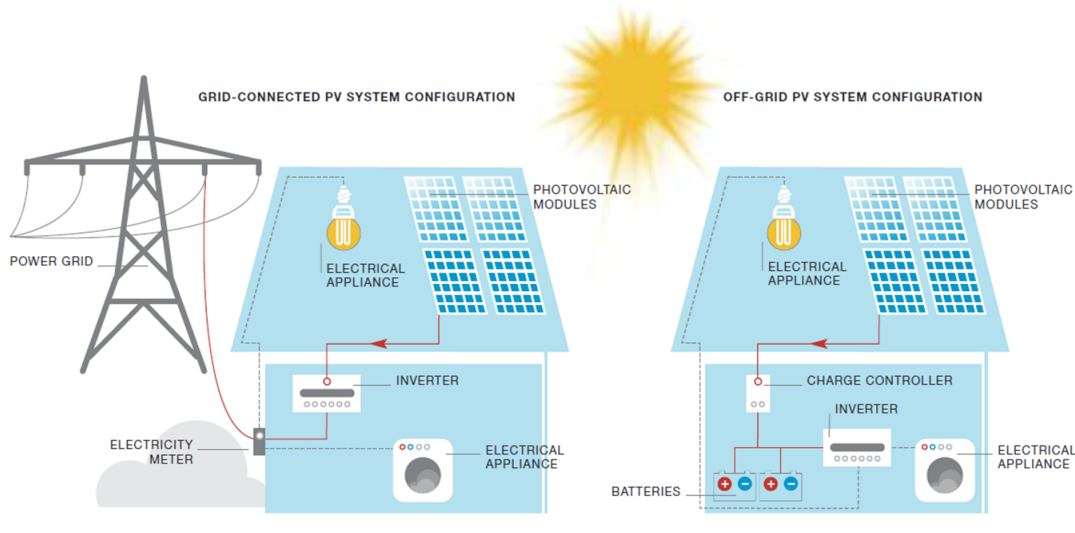 GRID-CONNECTED PV SYSTEM CONFIGURATION
POWER GRID
PHOTOVOLTAIC
MODULES
ELECTRICAL
APPLIANCE
INVERTER
ELECTRICITY
METER
ELECTRICAL
APPLIANCE
OFF-GRID PV SYSTEM CONFIGURATION
PHOTOVOLTAIC
MODULES
ELECTRICAL
APPLIANCE
CHARGE CONTROLLER
INVERTER
ELECTRICAL
APPLIANCE
BATTERIES
+ − + −